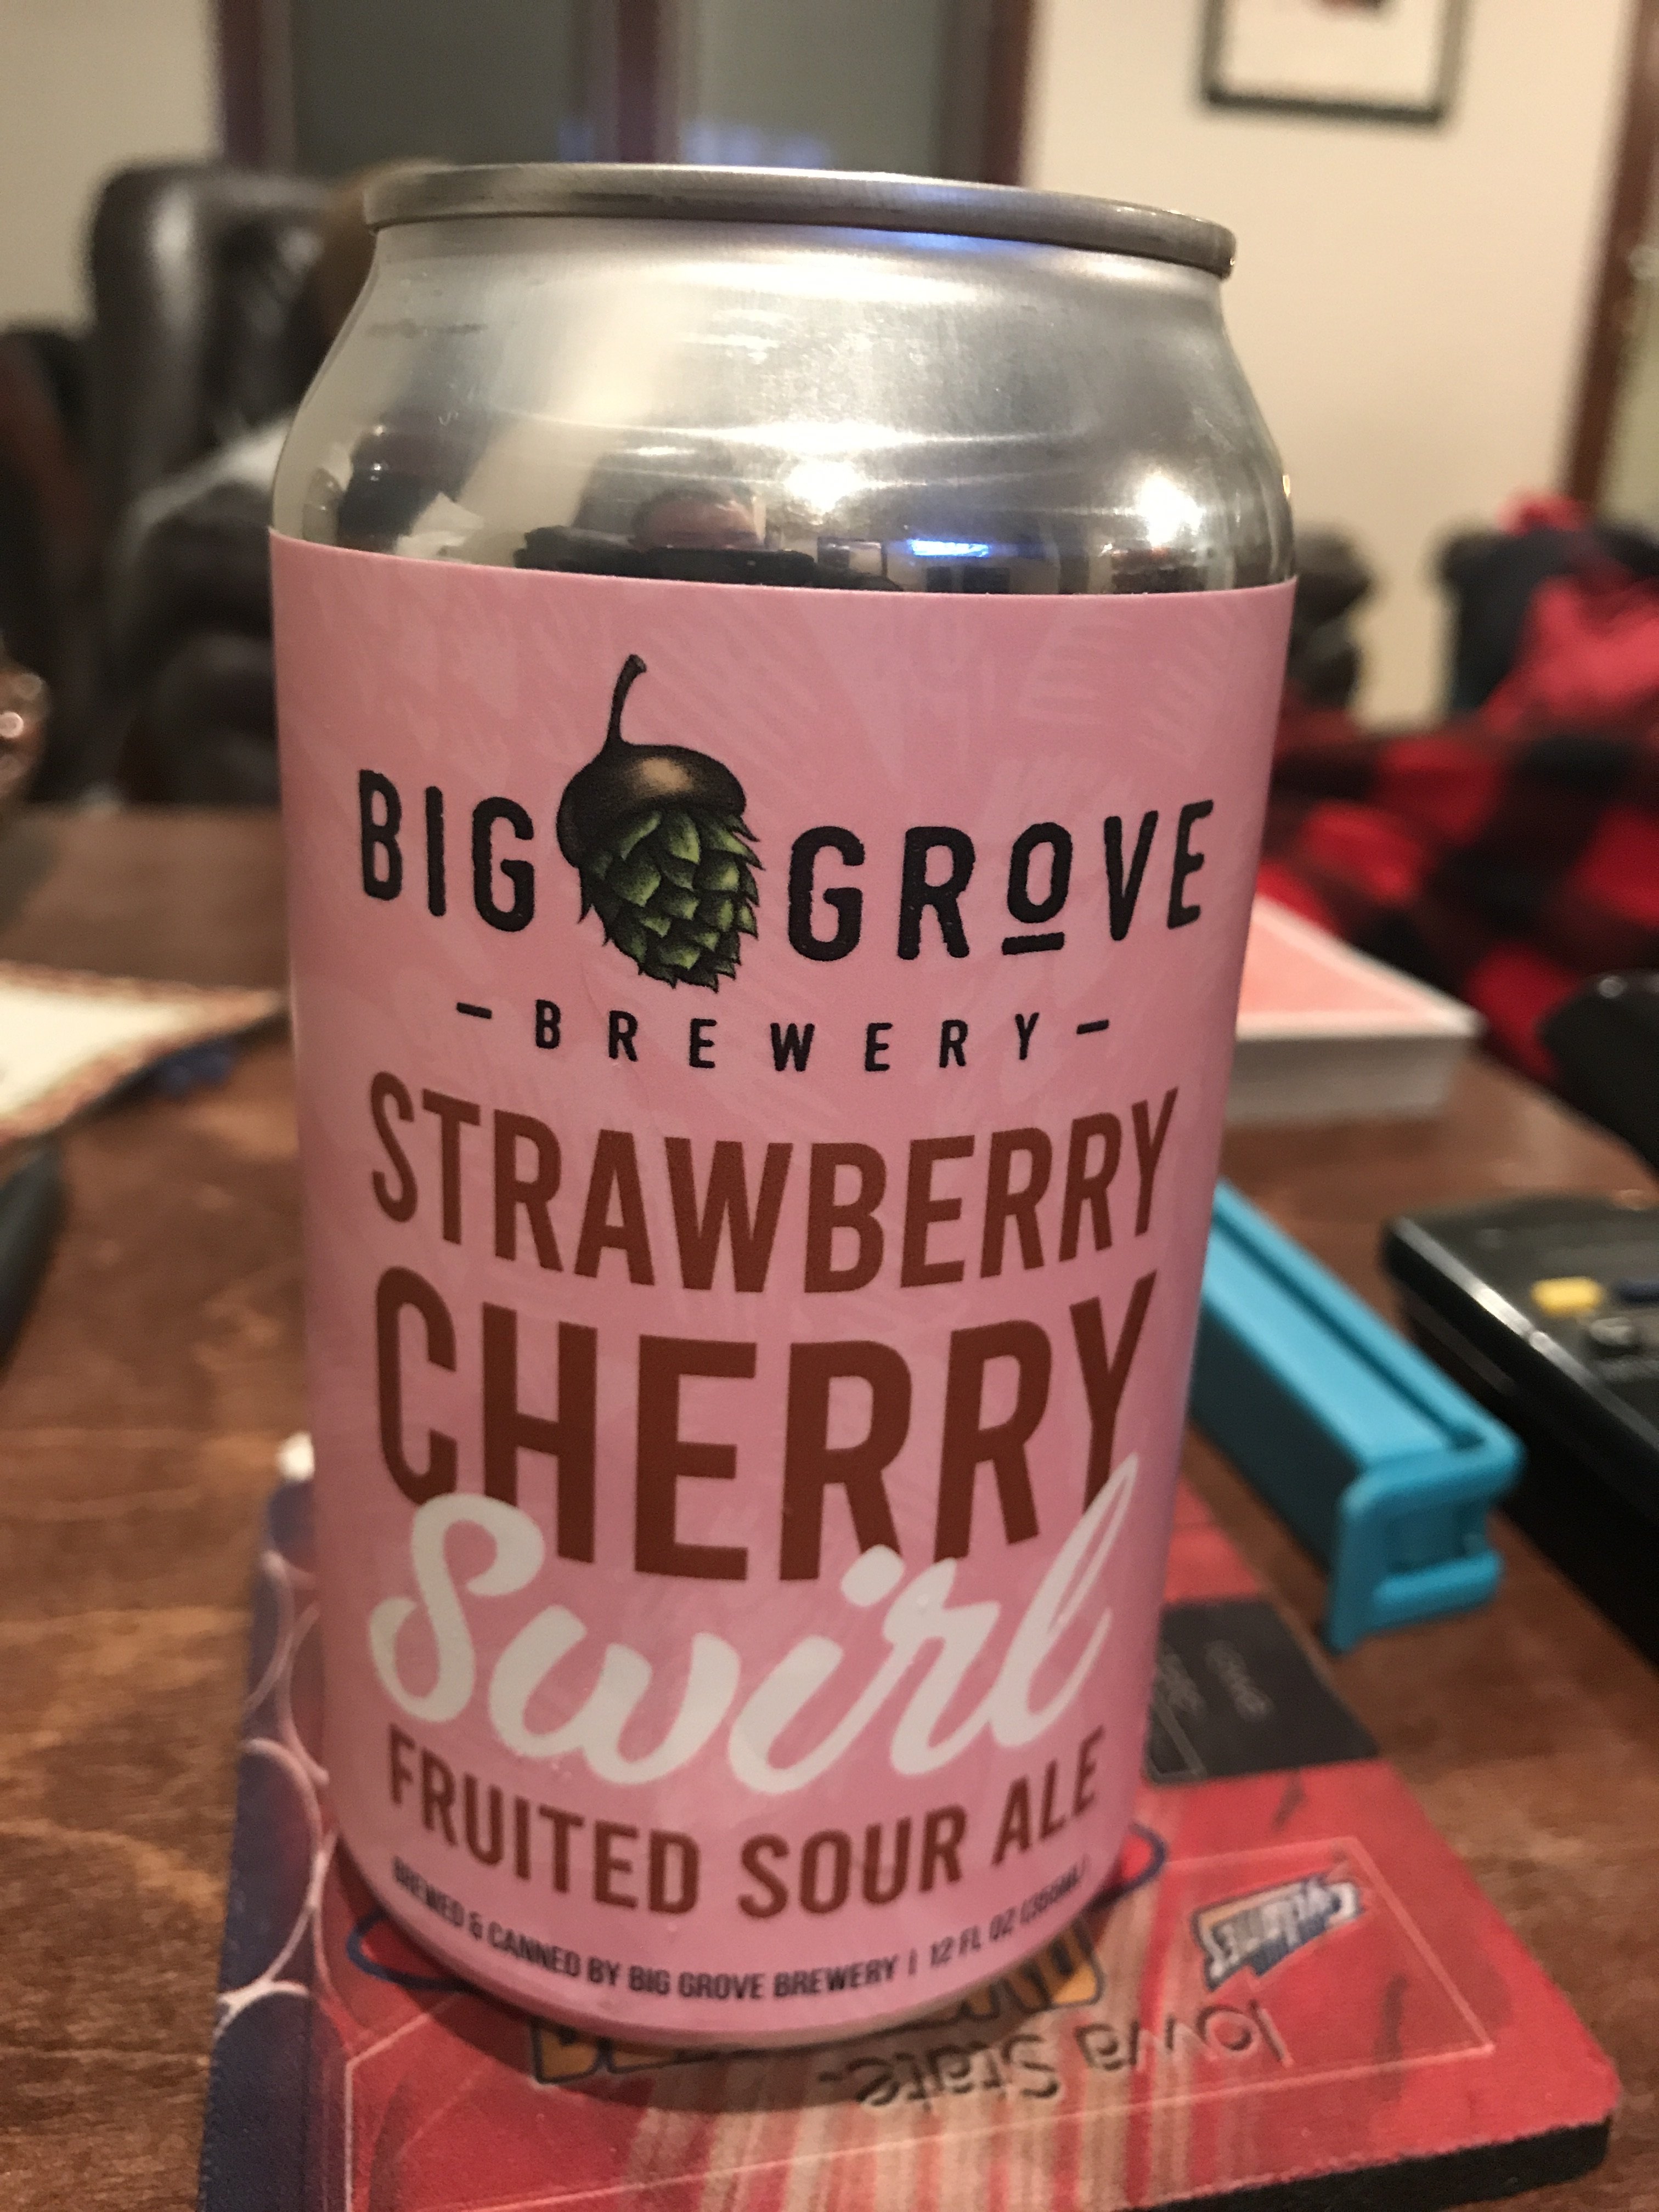 BIG GROVE
- BREWERY -
STRAWBERRY
CHERRY
Swirl
FRUITED SOUR ALE
BREWED & CANNED BY BIG GROVE BREWERY | 12 FL OZ (355ML)
CYCLONES
Iowa State